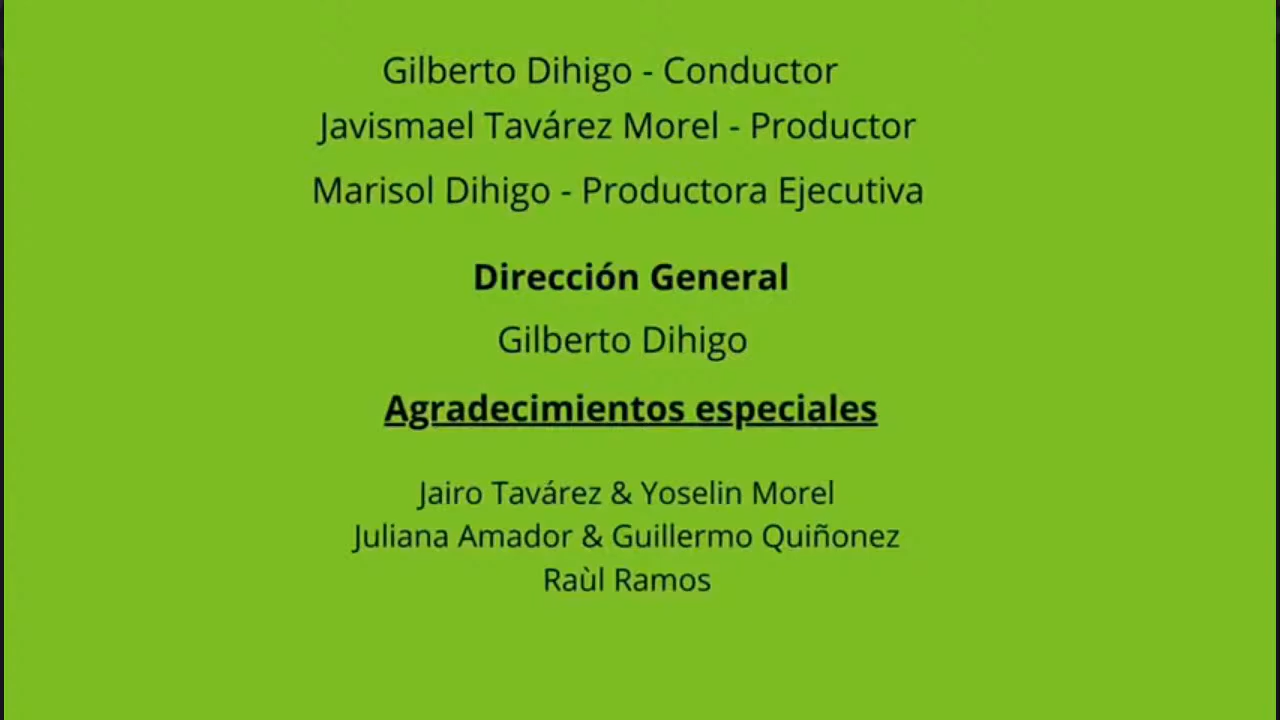 Gilberto Dihigo - Conductor
Javismael Tavárez Morel - Productor
Marisol Dihigo - Productora Ejecutiva
Dirección General
Gilberto Dihigo
Agradecimientos especiales
Jairo Tavárez & Yoselin Morel
Juliana Amador & Guillermo Quiñonez
Raùl Ramos